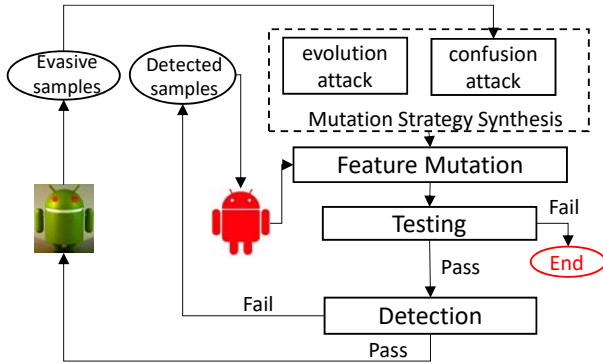 Evasive
samples
Detected
samples
evolution
attack
confusion
attack
Mutation Strategy Synthesis
Feature Mutation
Testing
Fail
End
Pass
Fail
Detection
Pass